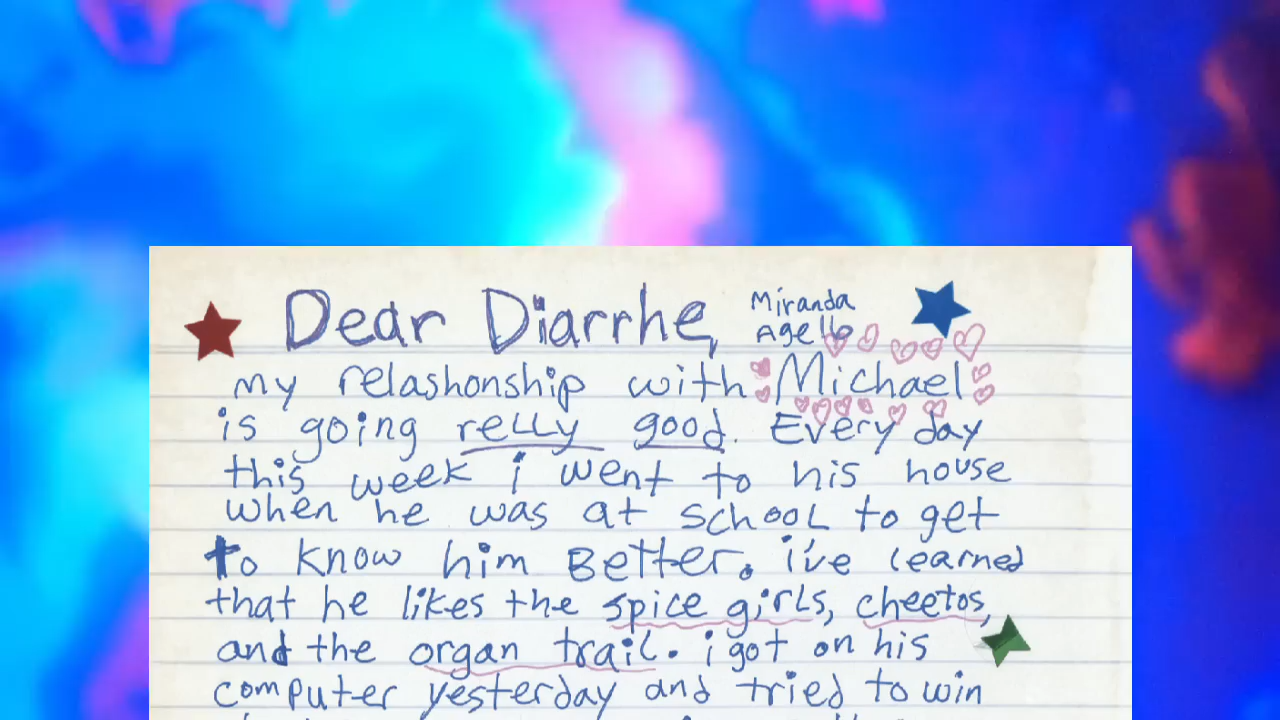 Dear Diarrhe,
Miranda
Age 16
my relashonship with Michael
is going relly good. Every day
this week i went to his house
when he was at school to get
to know him Better. i've learned
that he likes the spice girls, cheetos,
and the organ trail. i got on his
computer yesterday and tried to win